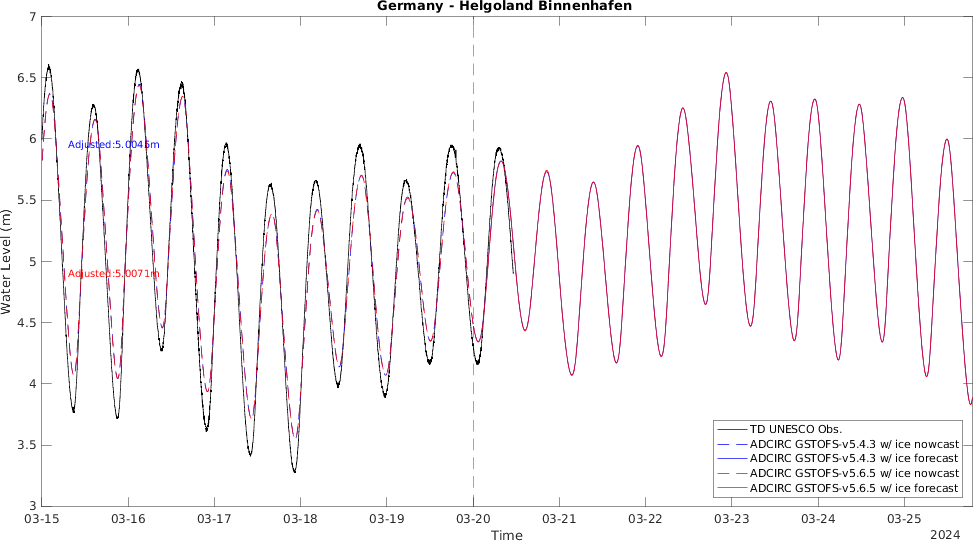 Germany - Helgoland Binnenhafen
7
6.5
6
5.5
5
4.5
4
3.5
3
Water Level (m)
Adjusted:5.0045m
Adjusted:5.0071m
TD UNESCO Obs.
ADCIRC GSTOFS-v5.4.3 w/ ice nowcast
ADCIRC GSTOFS-v5.4.3 w/ ice forecast
ADCIRC GSTOFS-v5.6.5 w/ ice nowcast
ADCIRC GSTOFS-v5.6.5 w/ ice forecast
03-15 03-16 03-17 03-18 03-19 03-20 03-21 03-22 03-23 03-24 03-25
Time
2024